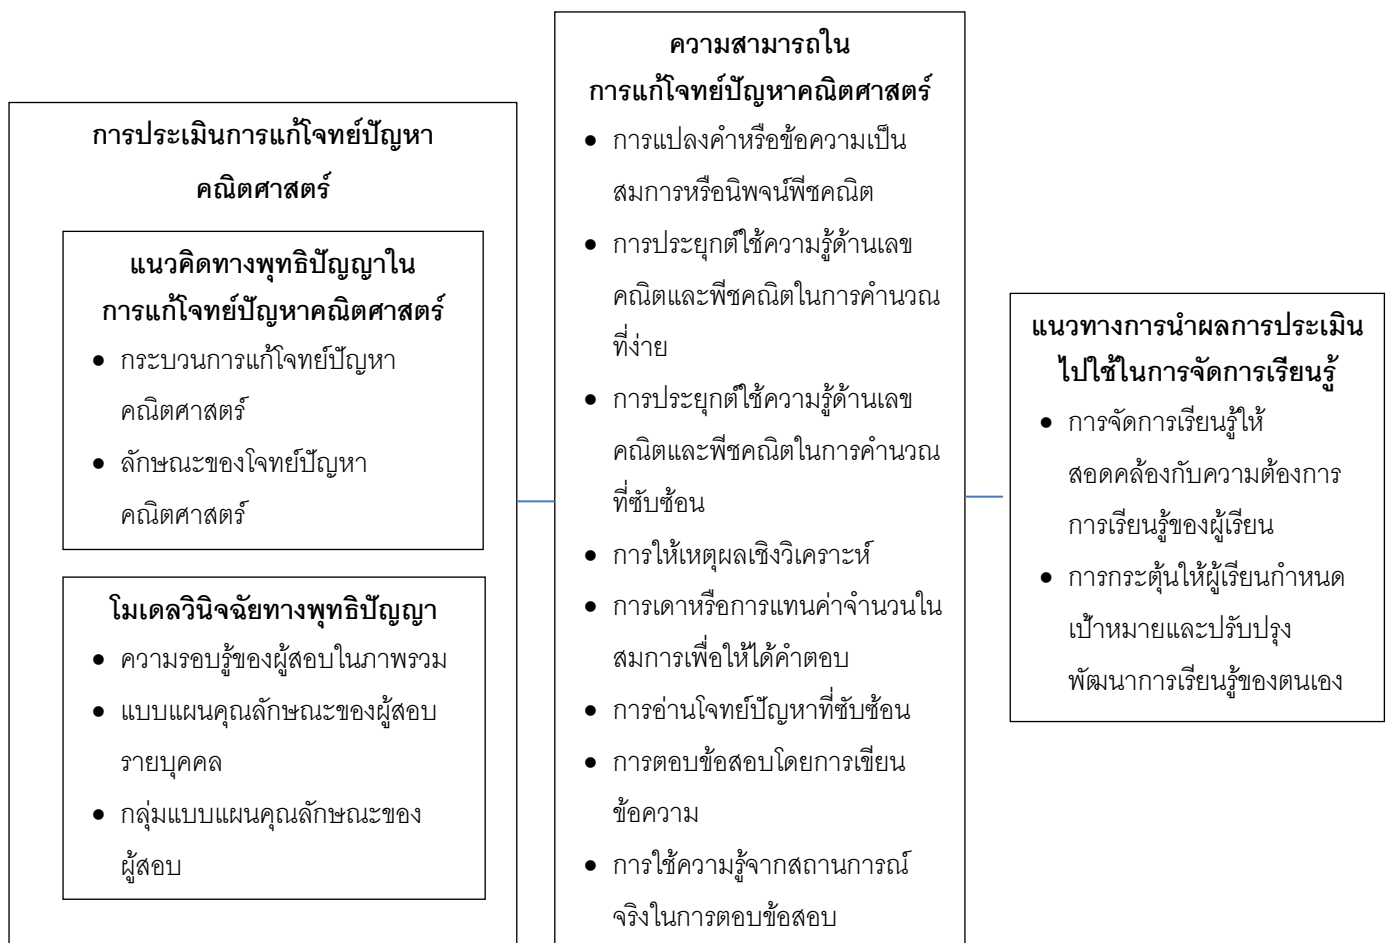 การประเมินการแก้โจทย์ปัญหา
คณิตศาสตร์
แนวคิดทางพุทธิปัญญาใน
การแก้โจทย์ปัญหาคณิตศาสตร์
● กระบวนการแก้โจทย์ปัญหา
คณิตศาสตร์
● ลักษณะของโจทย์ปัญหา
คณิตศาสตร์
โมเดลวินิจฉัยทางพุทธิปัญญา
● ความรอบรู้ของผู้สอบในภาพรวม
● แบบแผนคุณลักษณะของผู้สอบ
รายบุคคล
● กลุ่มแบบแผนคุณลักษณะของ
ผู้สอบ
ความสามารถใน
การแก้โจทย์ปัญหาคณิตศาสตร์
● การแปลงคำหรือข้อความเป็น
สมการหรือนิพจน์พีชคณิต
● การประยุกต์ใช้ความรู้ด้านเลข
คณิตและพีชคณิตในการคำนวณ
ที่ง่าย
● การประยุกต์ใช้ความรู้ด้านเลข
คณิตและพีชคณิตในการคำนวณ
ที่ซับซ้อน
● การให้เหตุผลเชิงวิเคราะห์
● การเดาหรือการแทนค่าจำนวนใน
สมการเพื่อให้ได้คำตอบ
● การอ่านโจทย์ปัญหาที่ซับซ้อน
● การตอบข้อสอบโดยการเขียน
ข้อความ
● การใช้ความรู้จากสถานการณ์
จริงในการตอบข้อสอบ
แนวทางการนำผลการประเมิน
ไปใช้ในการจัดการเรียนรู้
● การจัดการเรียนรู้ให้
สอดคล้องกับความต้องการ
การเรียนรู้ของผู้เรียน
● การกระตุ้นให้ผู้เรียนกำหนด
เป้าหมายและปรับปรุง
พัฒนาการเรียนรู้ของตนเอง